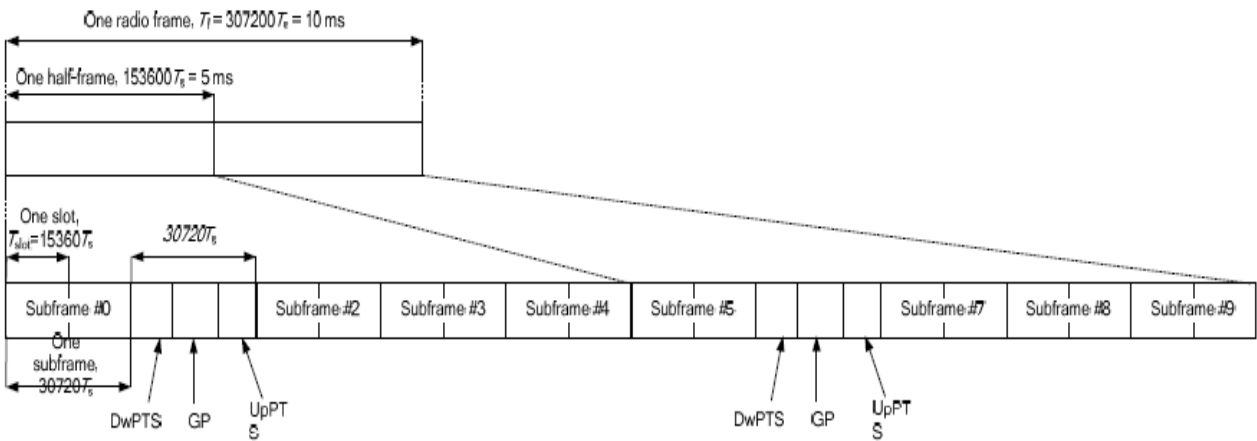 One radio frame, Tf = 307200Ts = 10 ms
One half-frame, 153600Ts = 5 ms
One slot,
Tslot=15360Ts
30720Ts
Subframe #0
Subframe #2
Subframe #3
Subframe #4
Subframe #5
Subframe #7
Subframe #8
Subframe #9
One
subframe,
30720Ts
DwPTS
GP
UpPT
S
DwPTS
GP
UpPT
S